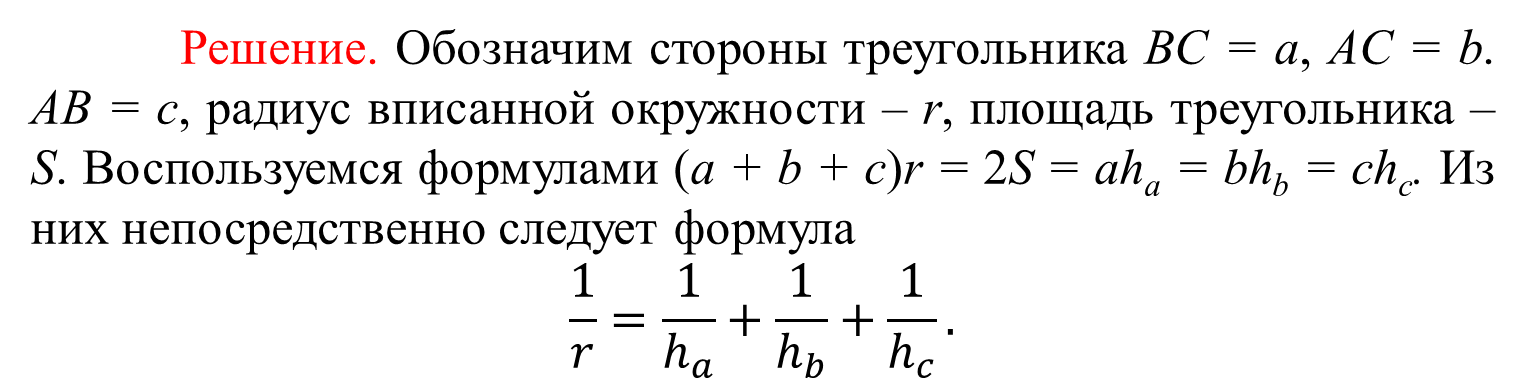 Решение. Обозначим стороны треугольника BC = a, AC = b.
AB = c, радиус вписанной окружности – r, площадь треугольника –
S. Воспользуемся формулами (a + b + c)r = 2S = ah_a = bh_b = ch_c. Из
них непосредственно следует формула
1/r = 1/h_a + 1/h_b + 1/h_c.